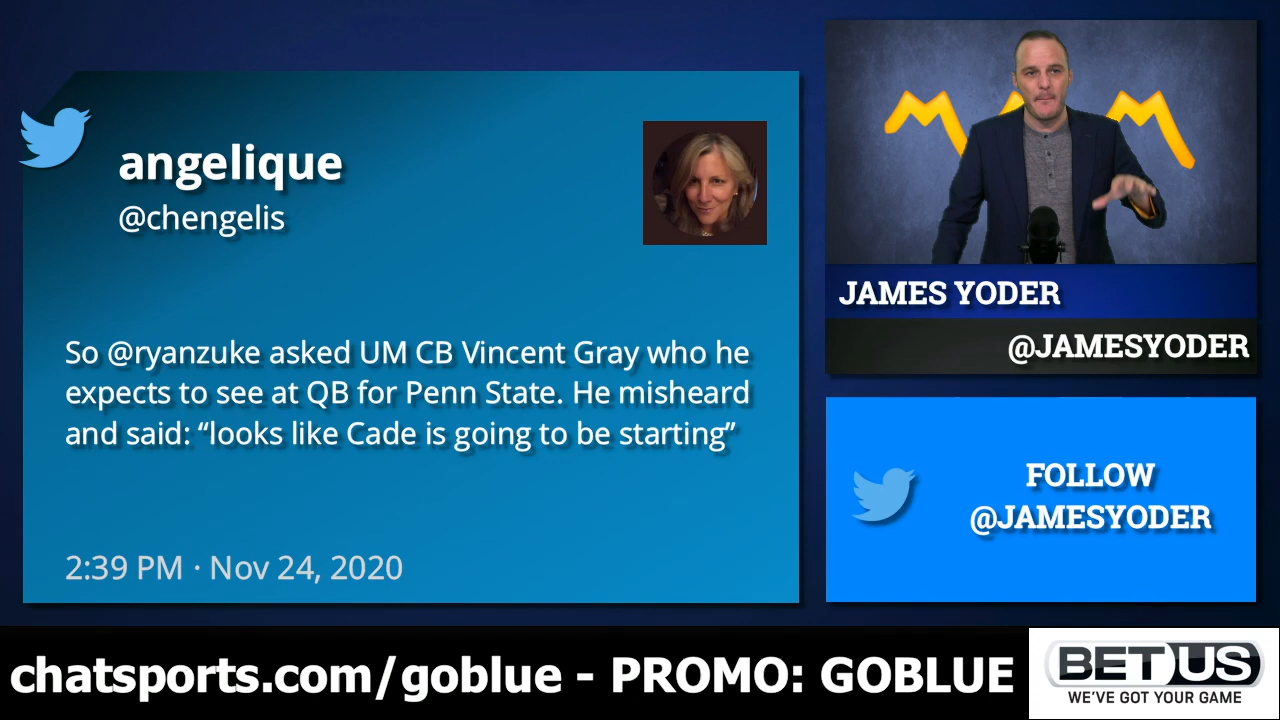 angelique
@chengelis
So @ryanzuke asked UM CB Vincent Gray who he
expects to see at QB for Penn State. He misheard
and said: “looks like Cade is going to be starting”
2:39 PM · Nov 24, 2020
JAMES YODER
@JAMESYODER
FOLLOW
@JAMESYODER
chatsports.com/goblue - PROMO: GOBLUE
BETUS
WE'VE GOT YOUR GAME